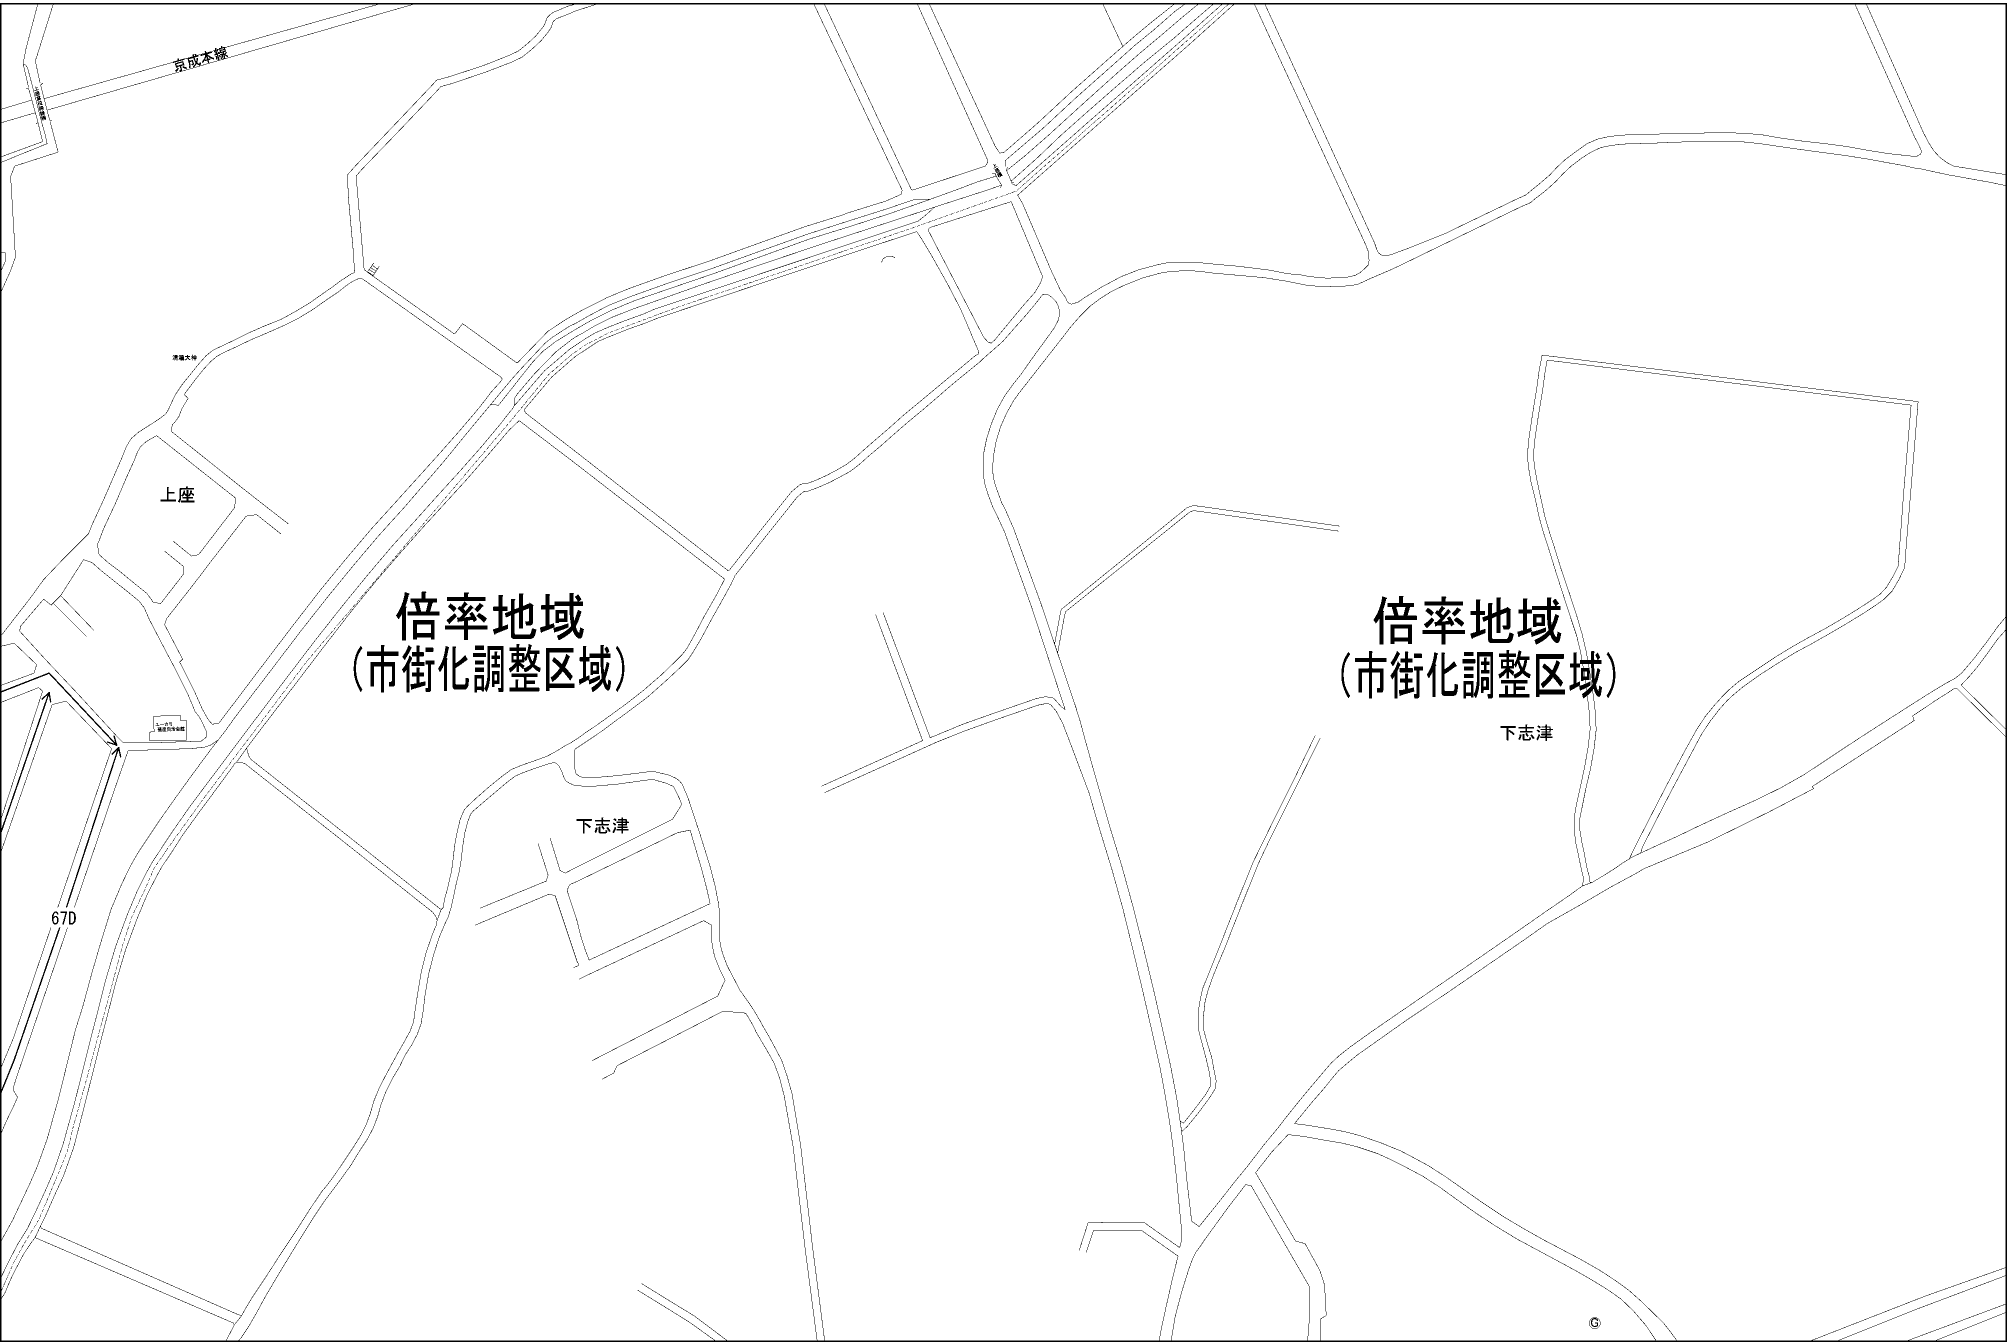 京成本線
上座
倍率地域
（市街化調整区域）
倍率地域
（市街化調整区域）
下志津
下志津
67D
G